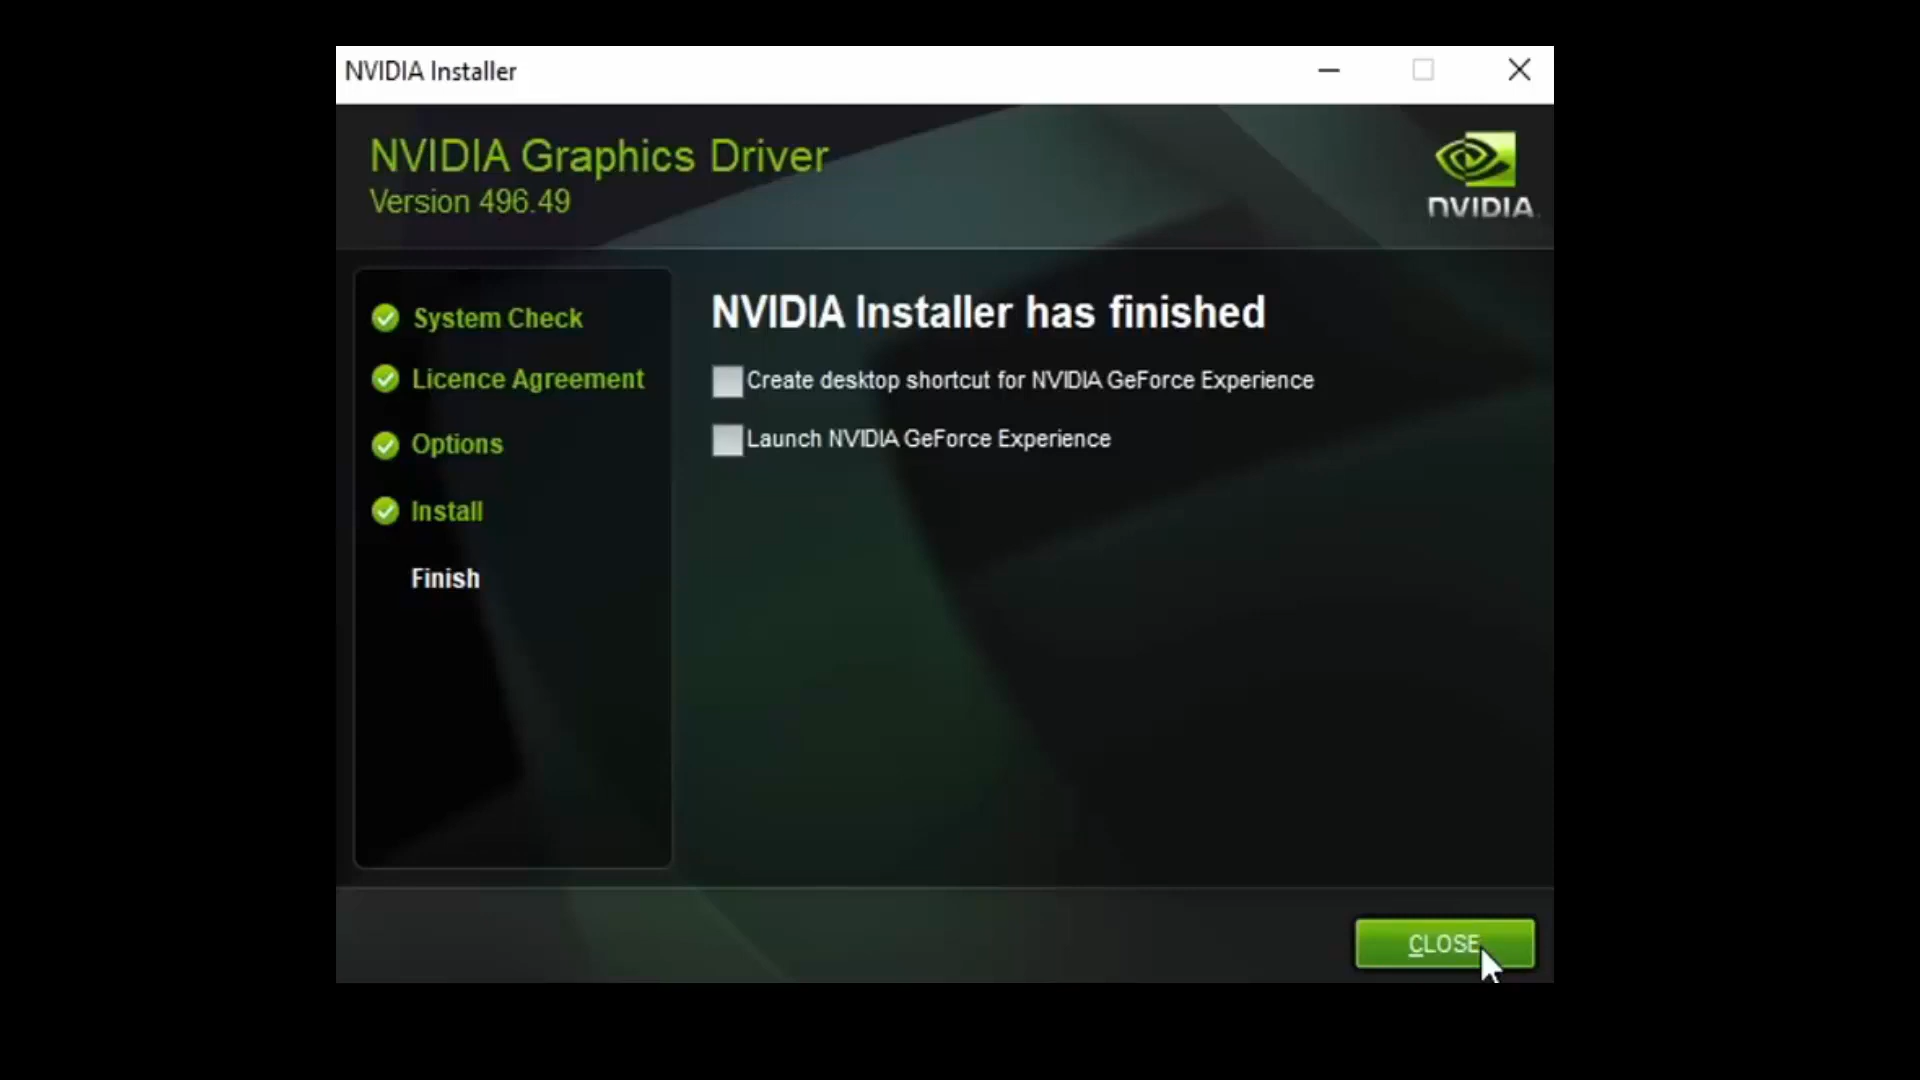 NVIDIA Installer
NVIDIA Graphics Driver
Version 496.49
NVIDIA
System Check
Licence Agreement
Options
Install
Finish
NVIDIA Installer has finished
Create desktop shortcut for NVIDIA GeForce Experience
Launch NVIDIA GeForce Experience
CLOSE